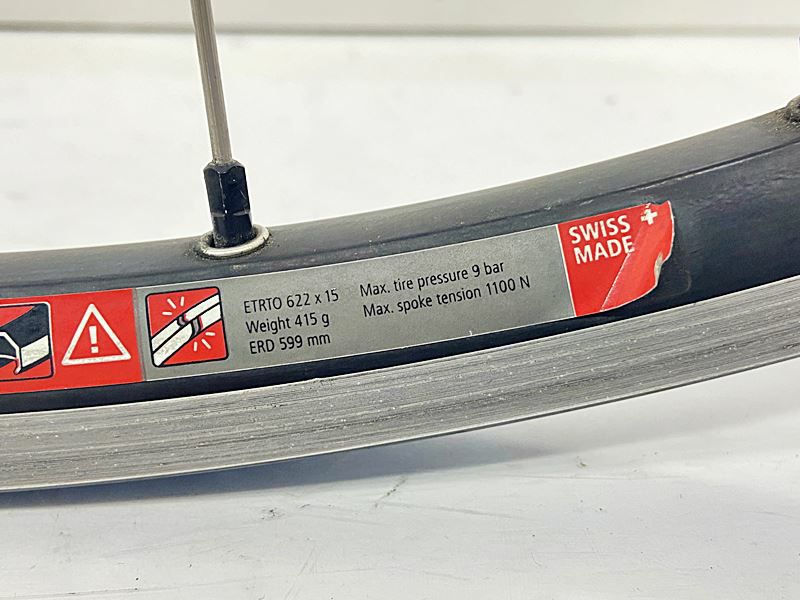 ETRTO 622 x 15
Weight 415 g
ERD 599 mm
Max. tire pressure 9 bar
Max. spoke tension 1100 N
SWISS
MADE